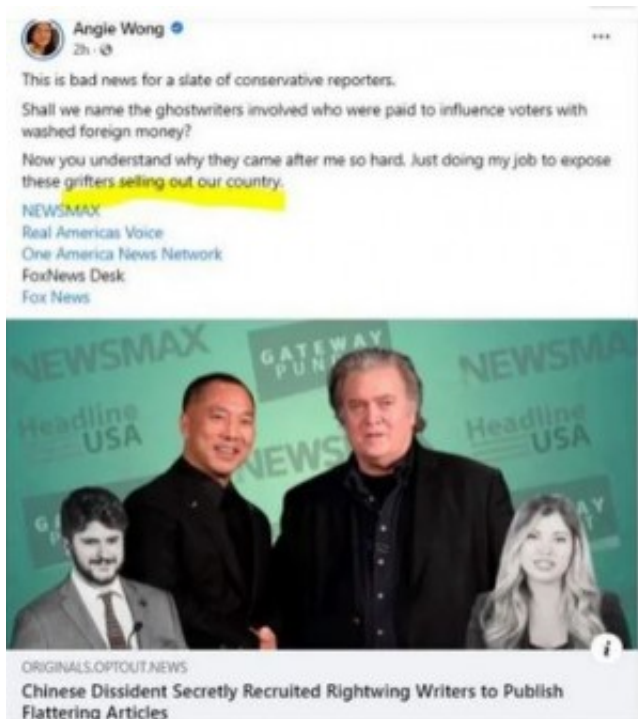 Angie Wong
2h
This is bad news for a slate of conservative reporters.
Shall we name the ghostwriters involved who were paid to influence voters with
washed foreign money?
Now you understand why they came after me so hard. Just doing my job to expose
these grifters selling out our country.
NEWSMAX
Real Americas Voice
One America News Network
FoxNews Desk
Fox News
NEWSMAX
GATEWAY
NEWSMA
Headline
USA
NEWS
Headline
USA
ORIGINALS.OPTOUT.NEWS
Chinese Dissident Secretly Recruited Rightwing Writers to Publish
Flattering Articles